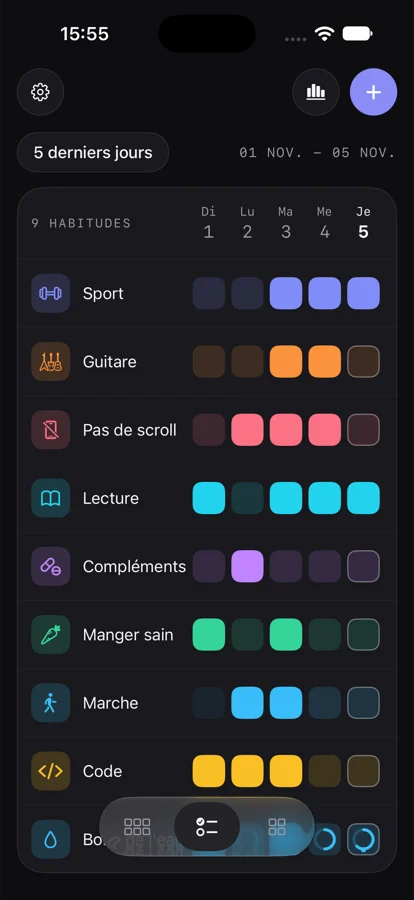 15:55
5 derniers jours
01 NOV. — 05 NOV.
9 HABITUDES
Di Lu Ma Me Je
1 2 3 4 5
Sport
Guitare
Pas de scroll
Lecture
Compléments
Manger sain
Marche
Code